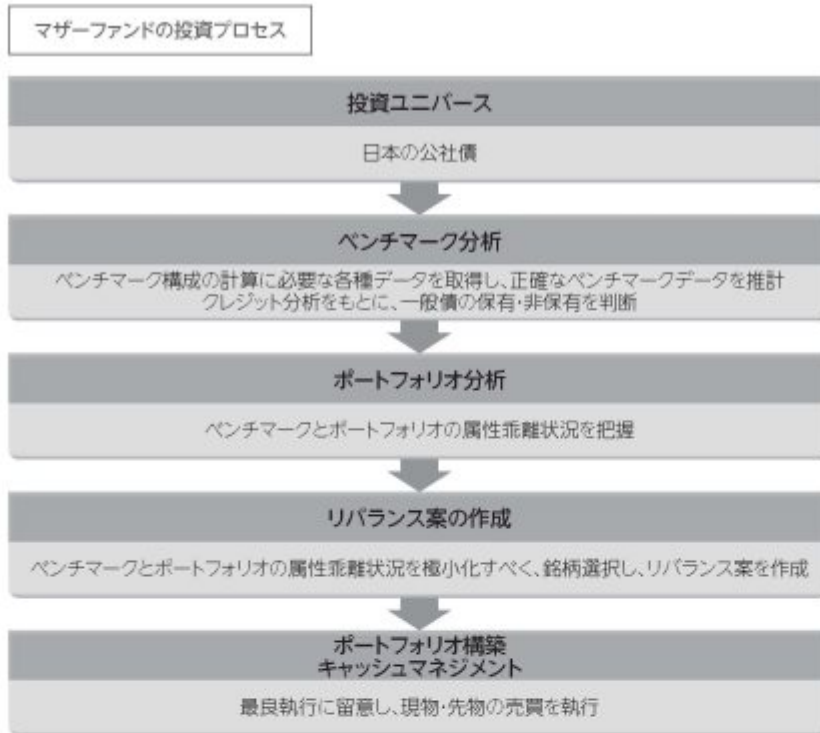 マザーファンドの投資プロセス
投資ユニバース
日本の公社債
ベンチマーク分析
ベンチマーク構成の計算に必要な各種データを取得し、正確なベンチマークデータを推計
クレジット分析をもとに、一般債の保有・非保有を判断
ポートフォリオ分析
ベンチマークとポートフォリオの属性乖離状況を把握
リバランス案の作成
ベンチマークとポートフォリオの属性乖離状況を極小化すべく、銘柄選択し、リバランス案を作成
ポートフォリオ構築
キャッシュマネジメント
最良執行に留意し、現物・先物の売買を執行